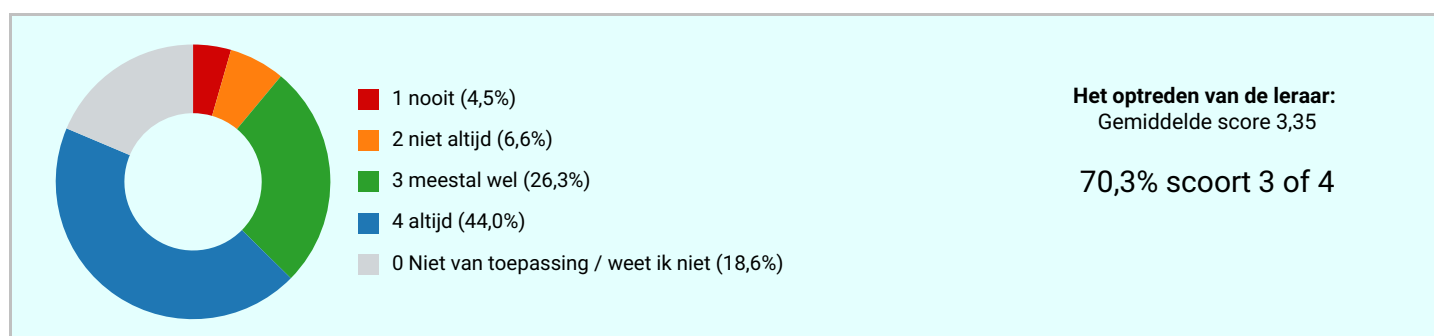 1 nooit (4,5%)
2 niet altijd (6,6%)
3 meestal wel (26,3%)
4 altijd (44,0%)
0 Niet van toepassing / weet ik niet (18,6%)
Het optreden van de leraar:
Gemiddelde score 3,35
70,3% scoort 3 of 4